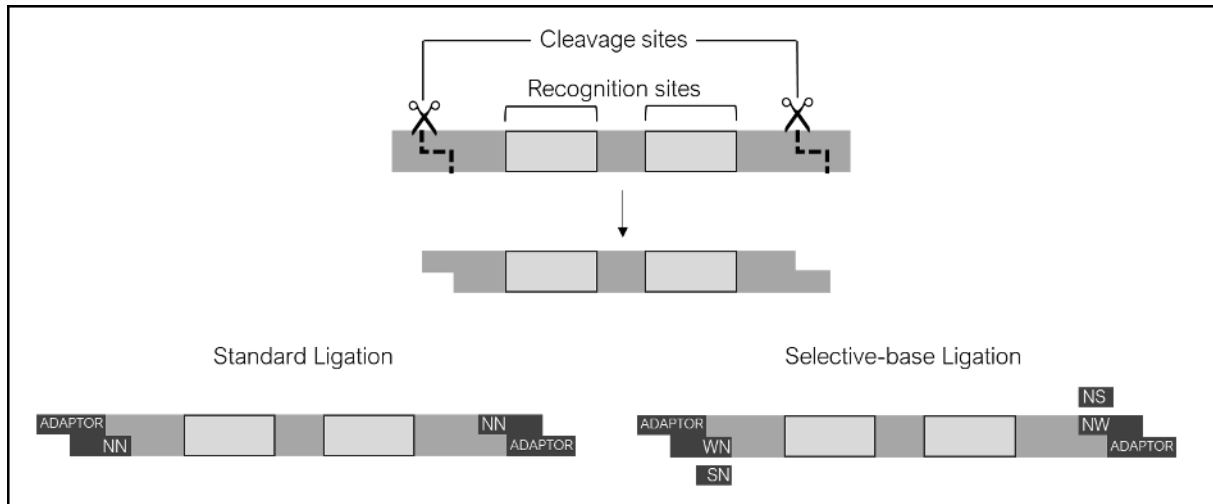 Cleavage sites
Recognition sites
Standard Ligation
Selective-base Ligation
NS
ADAPTOR
NN
ADAPTOR
NW
NN
ADAPTOR
WN
ADAPTOR
SN